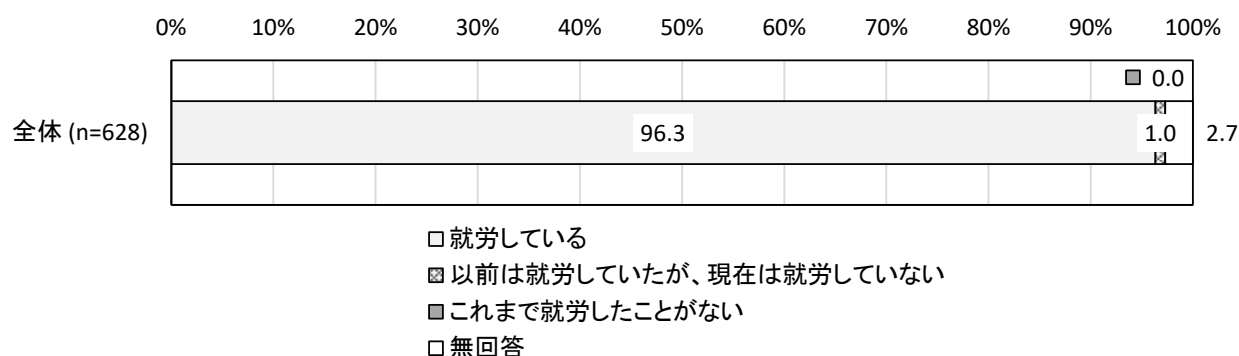 0% 10% 20% 30% 40% 50% 60% 70% 80% 90% 100%
0.0
全体 (n=628) 96.3 1.0 2.7
就労している
以前は就労していたが、現在は就労していない
これまで就労したことがない
無回答